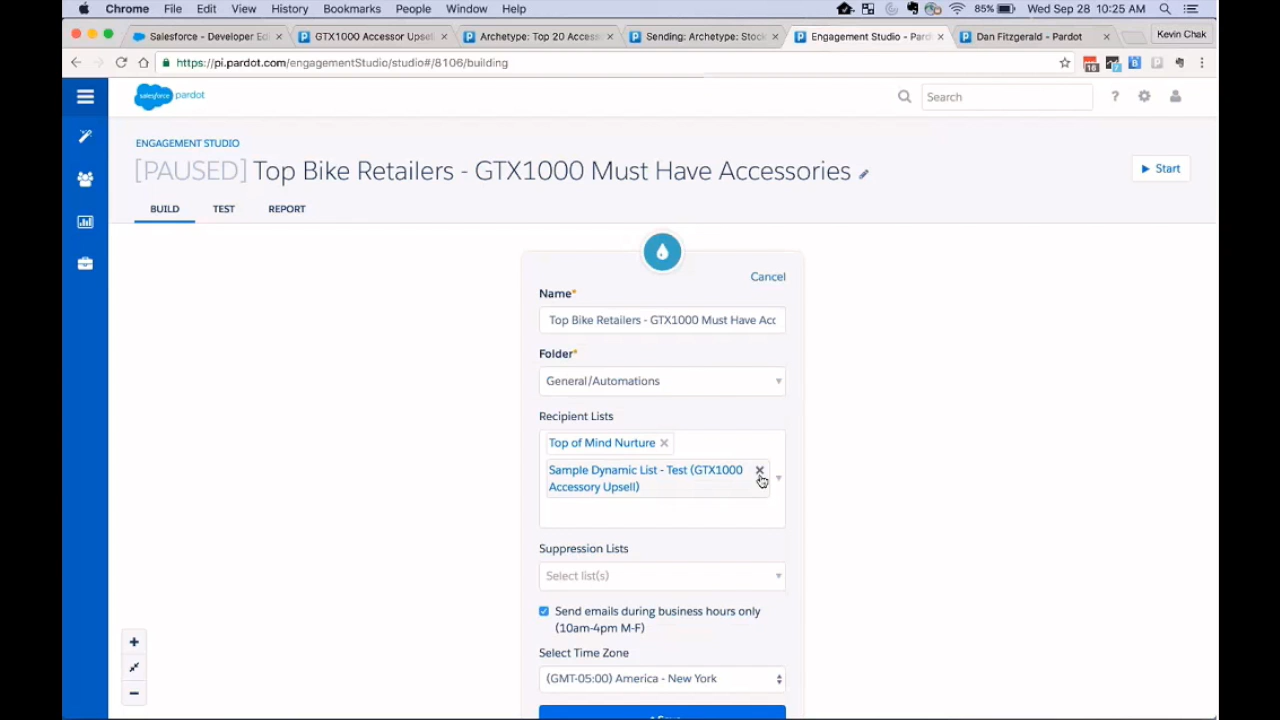 Chrome File Edit View History Bookmarks People Window Help 85% Wed Sep 28 10:25 AM
Salesforce - Developer Edi × GTX1000 Accessor Upsell × Archetype: Top 20 Access × Sending: Archetype: Stock × Engagement Studio - Pard × Dan Fitzgerald - Pardot × Kevin Chak
https://pi.pardot.com/engagementStudio/studio#/8106/building
salesforce pardot
Search
ENGAGEMENT STUDIO
[PAUSED] Top Bike Retailers - GTX1000 Must Have Accessories
Start
BUILD TEST REPORT
Cancel
Name*
Top Bike Retailers - GTX1000 Must Have Acc
Folder*
General/Automations
Recipient Lists
Top of Mind Nurture ×
Sample Dynamic List - Test (GTX1000 ×
Accessory Upsell)
Suppression Lists
Select list(s)
Send emails during business hours only
(10am-4pm M-F)
Select Time Zone
(GMT-05:00) America - New York